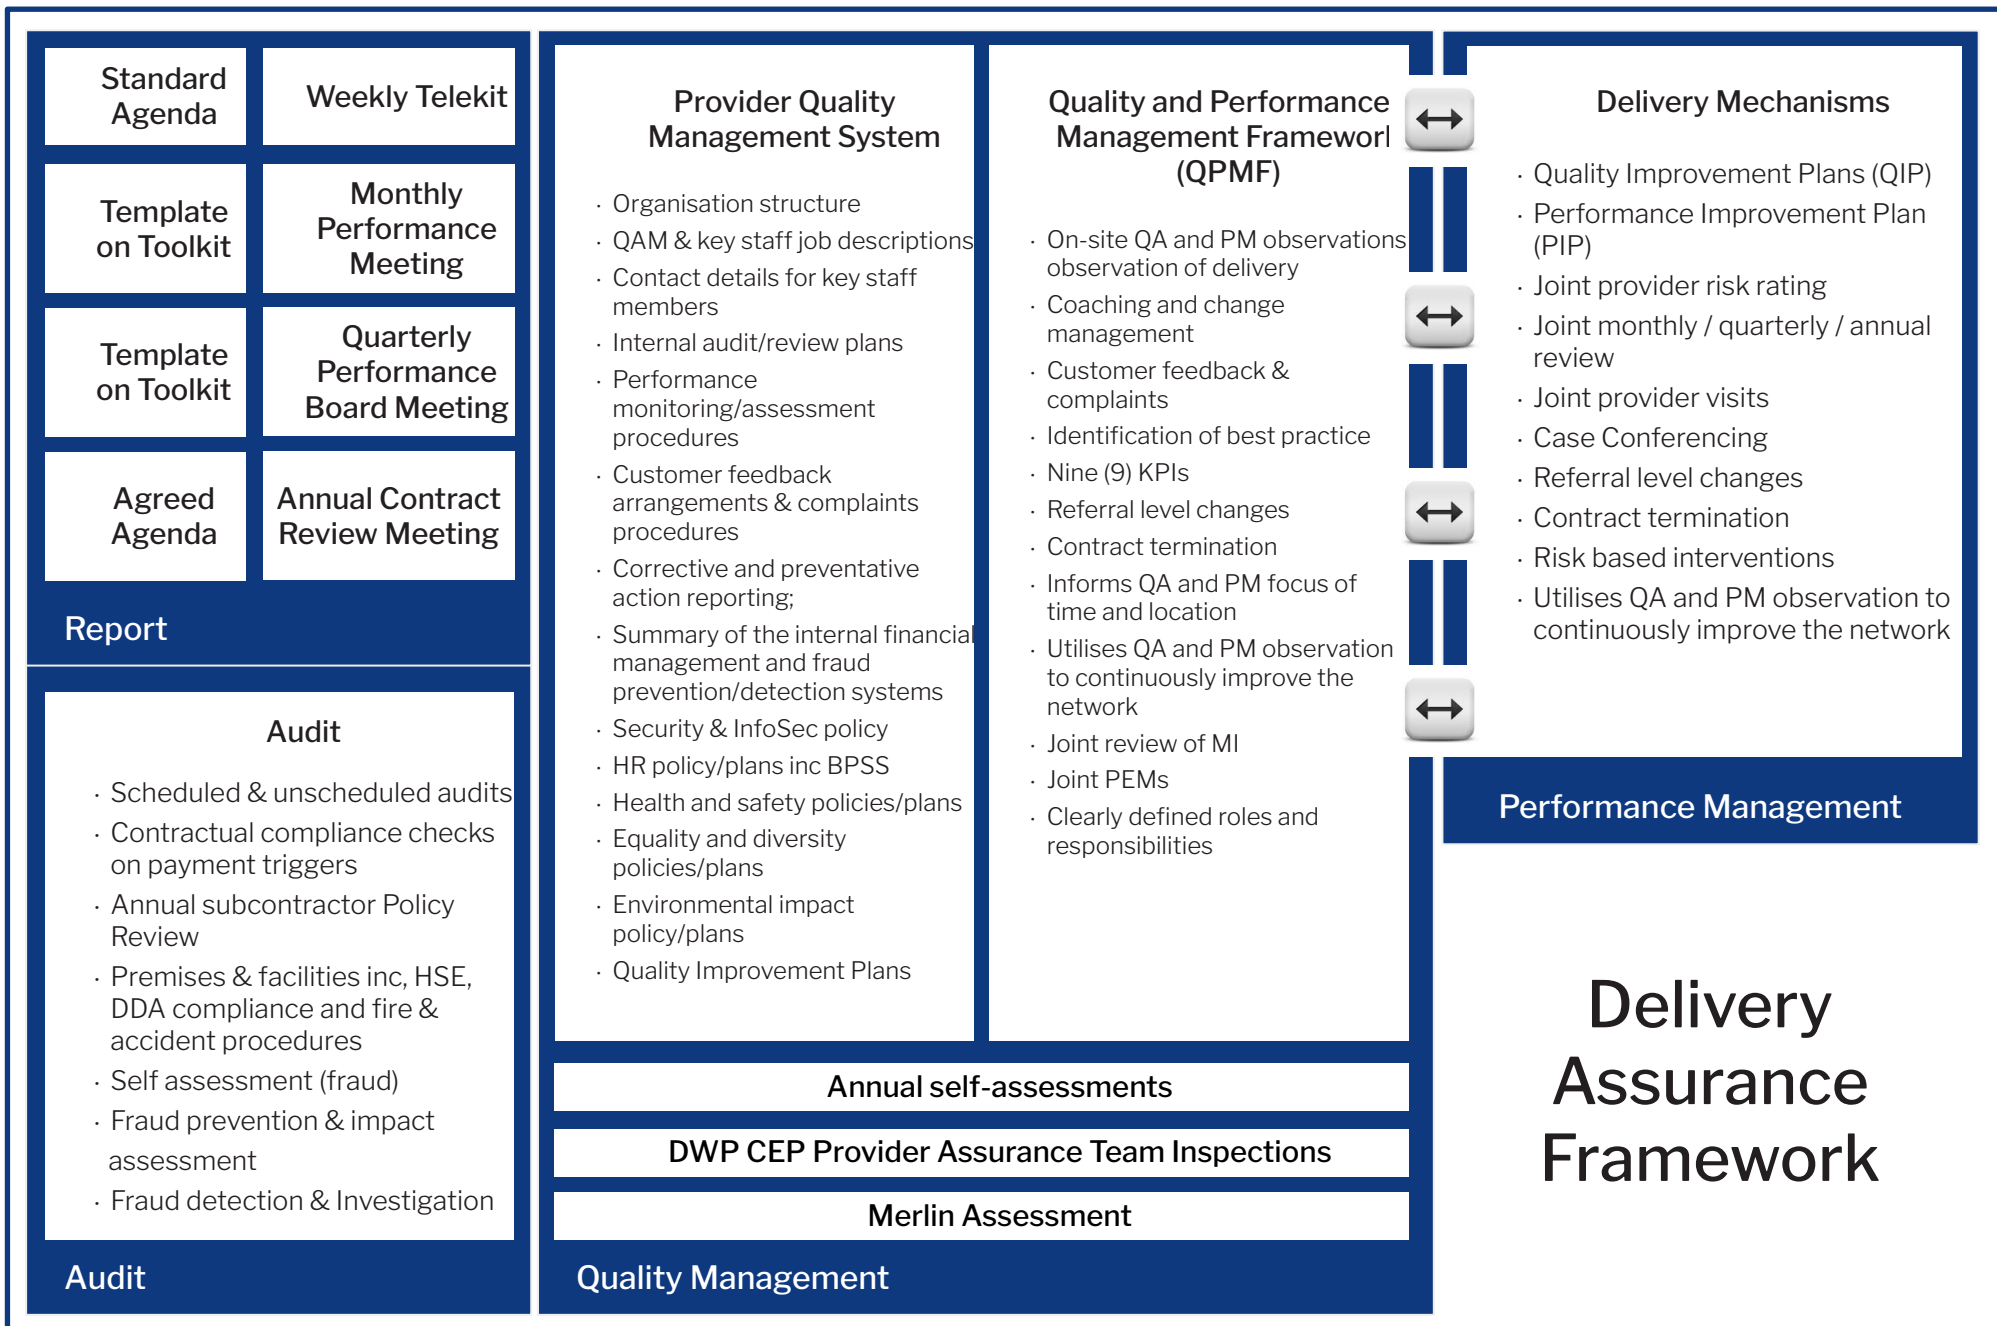 Standard
Agenda
Weekly Telekit
Template
on Toolkit
Monthly
Performance
Meeting
Template
on Toolkit
Quarterly
Performance
Board Meeting
Agreed
Agenda
Annual Contract
Review Meeting
Report
Audit
· Scheduled & unscheduled audits
· Contractual compliance checks
on payment triggers
· Annual subcontractor Policy
Review
· Premises & facilities inc, HSE,
DDA compliance and fire &
accident procedures
· Self assessment (fraud)
· Fraud prevention & impact
assessment
· Fraud detection & Investigation
Audit
Provider Quality
Management System
· Organisation structure
· QAM & key staff job descriptions
· Contact details for key staff
members
· Internal audit/review plans
· Performance
monitoring/assessment
procedures
· Customer feedback
arrangements & complaints
procedures
· Corrective and preventative
action reporting;
· Summary of the internal financial
management and fraud
prevention/detection systems
· Security & InfoSec policy
· HR policy/plans inc BPSS
· Health and safety policies/plans
· Equality and diversity
policies/plans
· Environmental impact
policy/plans
· Quality Improvement Plans
Quality and Performance
Management Framework
(QPMF)
· On-site QA and PM observations
observation of delivery
· Coaching and change
management
· Customer feedback &
complaints
· Identification of best practice
· Nine (9) KPIs
· Referral level changes
· Contract termination
· Informs QA and PM focus of
time and location
· Utilises QA and PM observation
to continuously improve the
network
· Joint review of MI
· Joint PEMs
· Clearly defined roles and
responsibilities
Annual self-assessments
DWP CEP Provider Assurance Team Inspections
Merlin Assessment
Quality Management
Delivery Mechanisms
· Quality Improvement Plans (QIP)
· Performance Improvement Plan
(PIP)
· Joint provider risk rating
· Joint monthly / quarterly / annual
review
· Joint provider visits
· Case Conferencing
· Referral level changes
· Contract termination
· Risk based interventions
· Utilises QA and PM observation to
continuously improve the network
Performance Management
Delivery
Assurance
Framework